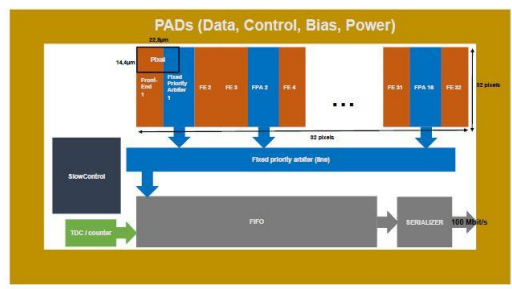 PADs (Data, Control, Bias, Power)
22,8µm
14,4µm
Pixel
Front-
End
1
Fixed
Priority
Arbiter
1
FE 2
FE 3
FPA 2
FE 4
...
FE 31
FPA 16
FE 32
32 pixels
32 pixels
Fixed priority arbiter (line)
SlowControl
TDC / counter
FIFO
SERIALIZER
100 Mbit/s